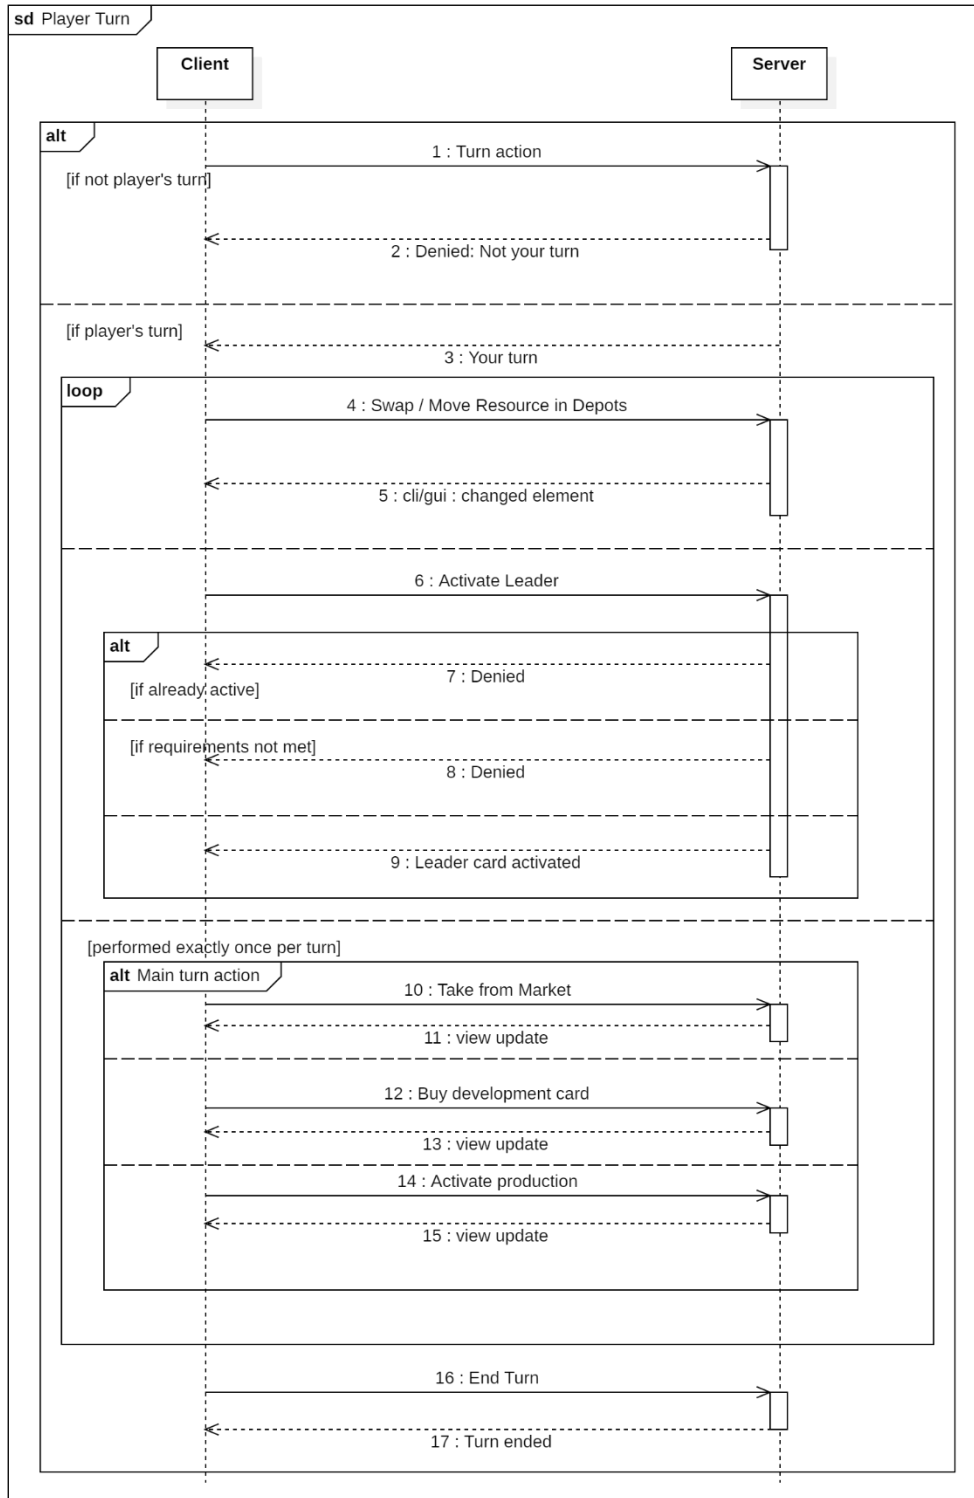 sd Player Turn
Client
Server
alt
1 : Turn action
[if not player's turn]
2 : Denied: Not your turn
[if player's turn]
3 : Your turn
loop
4 : Swap / Move Resource in Depots
5 : cli/gui : changed element
6 : Activate Leader
alt
7 : Denied
[if already active]
[if requirements not met]
8 : Denied
9 : Leader card activated
[performed exactly once per turn]
alt Main turn action
10 : Take from Market
11 : view update
12 : Buy development card
13 : view update
14 : Activate production
15 : view update
16 : End Turn
17 : Turn ended